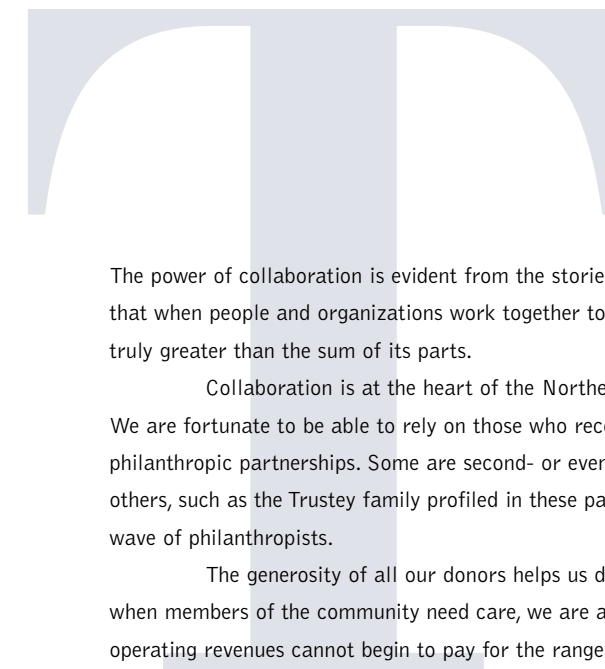 T
The power of collaboration is evident from the storie
that when people and organizations work together to
truly greater than the sum of its parts.
Collaboration is at the heart of the Northe
We are fortunate to be able to rely on those who reco
philanthropic partnerships. Some are second- or even
others, such as the Trustey family profiled in these pa
wave of philanthropists.
The generosity of all our donors helps us d
when members of the community need care, we are a
operating revenues cannot begin to pay for the range